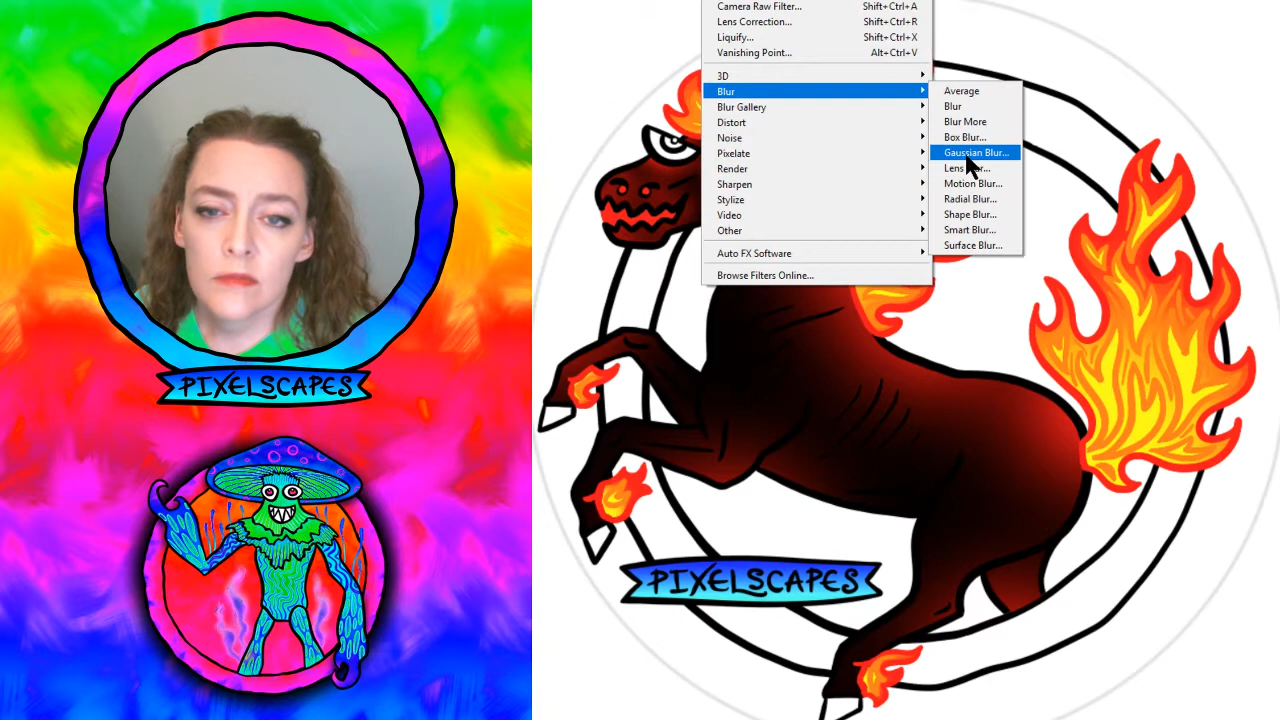 PIXELSCAPES
Camera Raw Filter... Shift+Ctrl+A
Lens Correction... Shift+Ctrl+R
Liquify... Shift+Ctrl+X
Vanishing Point... Alt+Ctrl+V
3D
Blur
Blur Gallery
Distort
Noise
Pixelate
Render
Sharpen
Stylize
Video
Other
Auto FX Software
Browse Filters Online...
Average
Blur
Blur More
Box Blur...
Gaussian Blur...
Motion Blur...
Radial Blur...
Shape Blur...
Smart Blur...
Surface Blur...
PIXELSCAPES